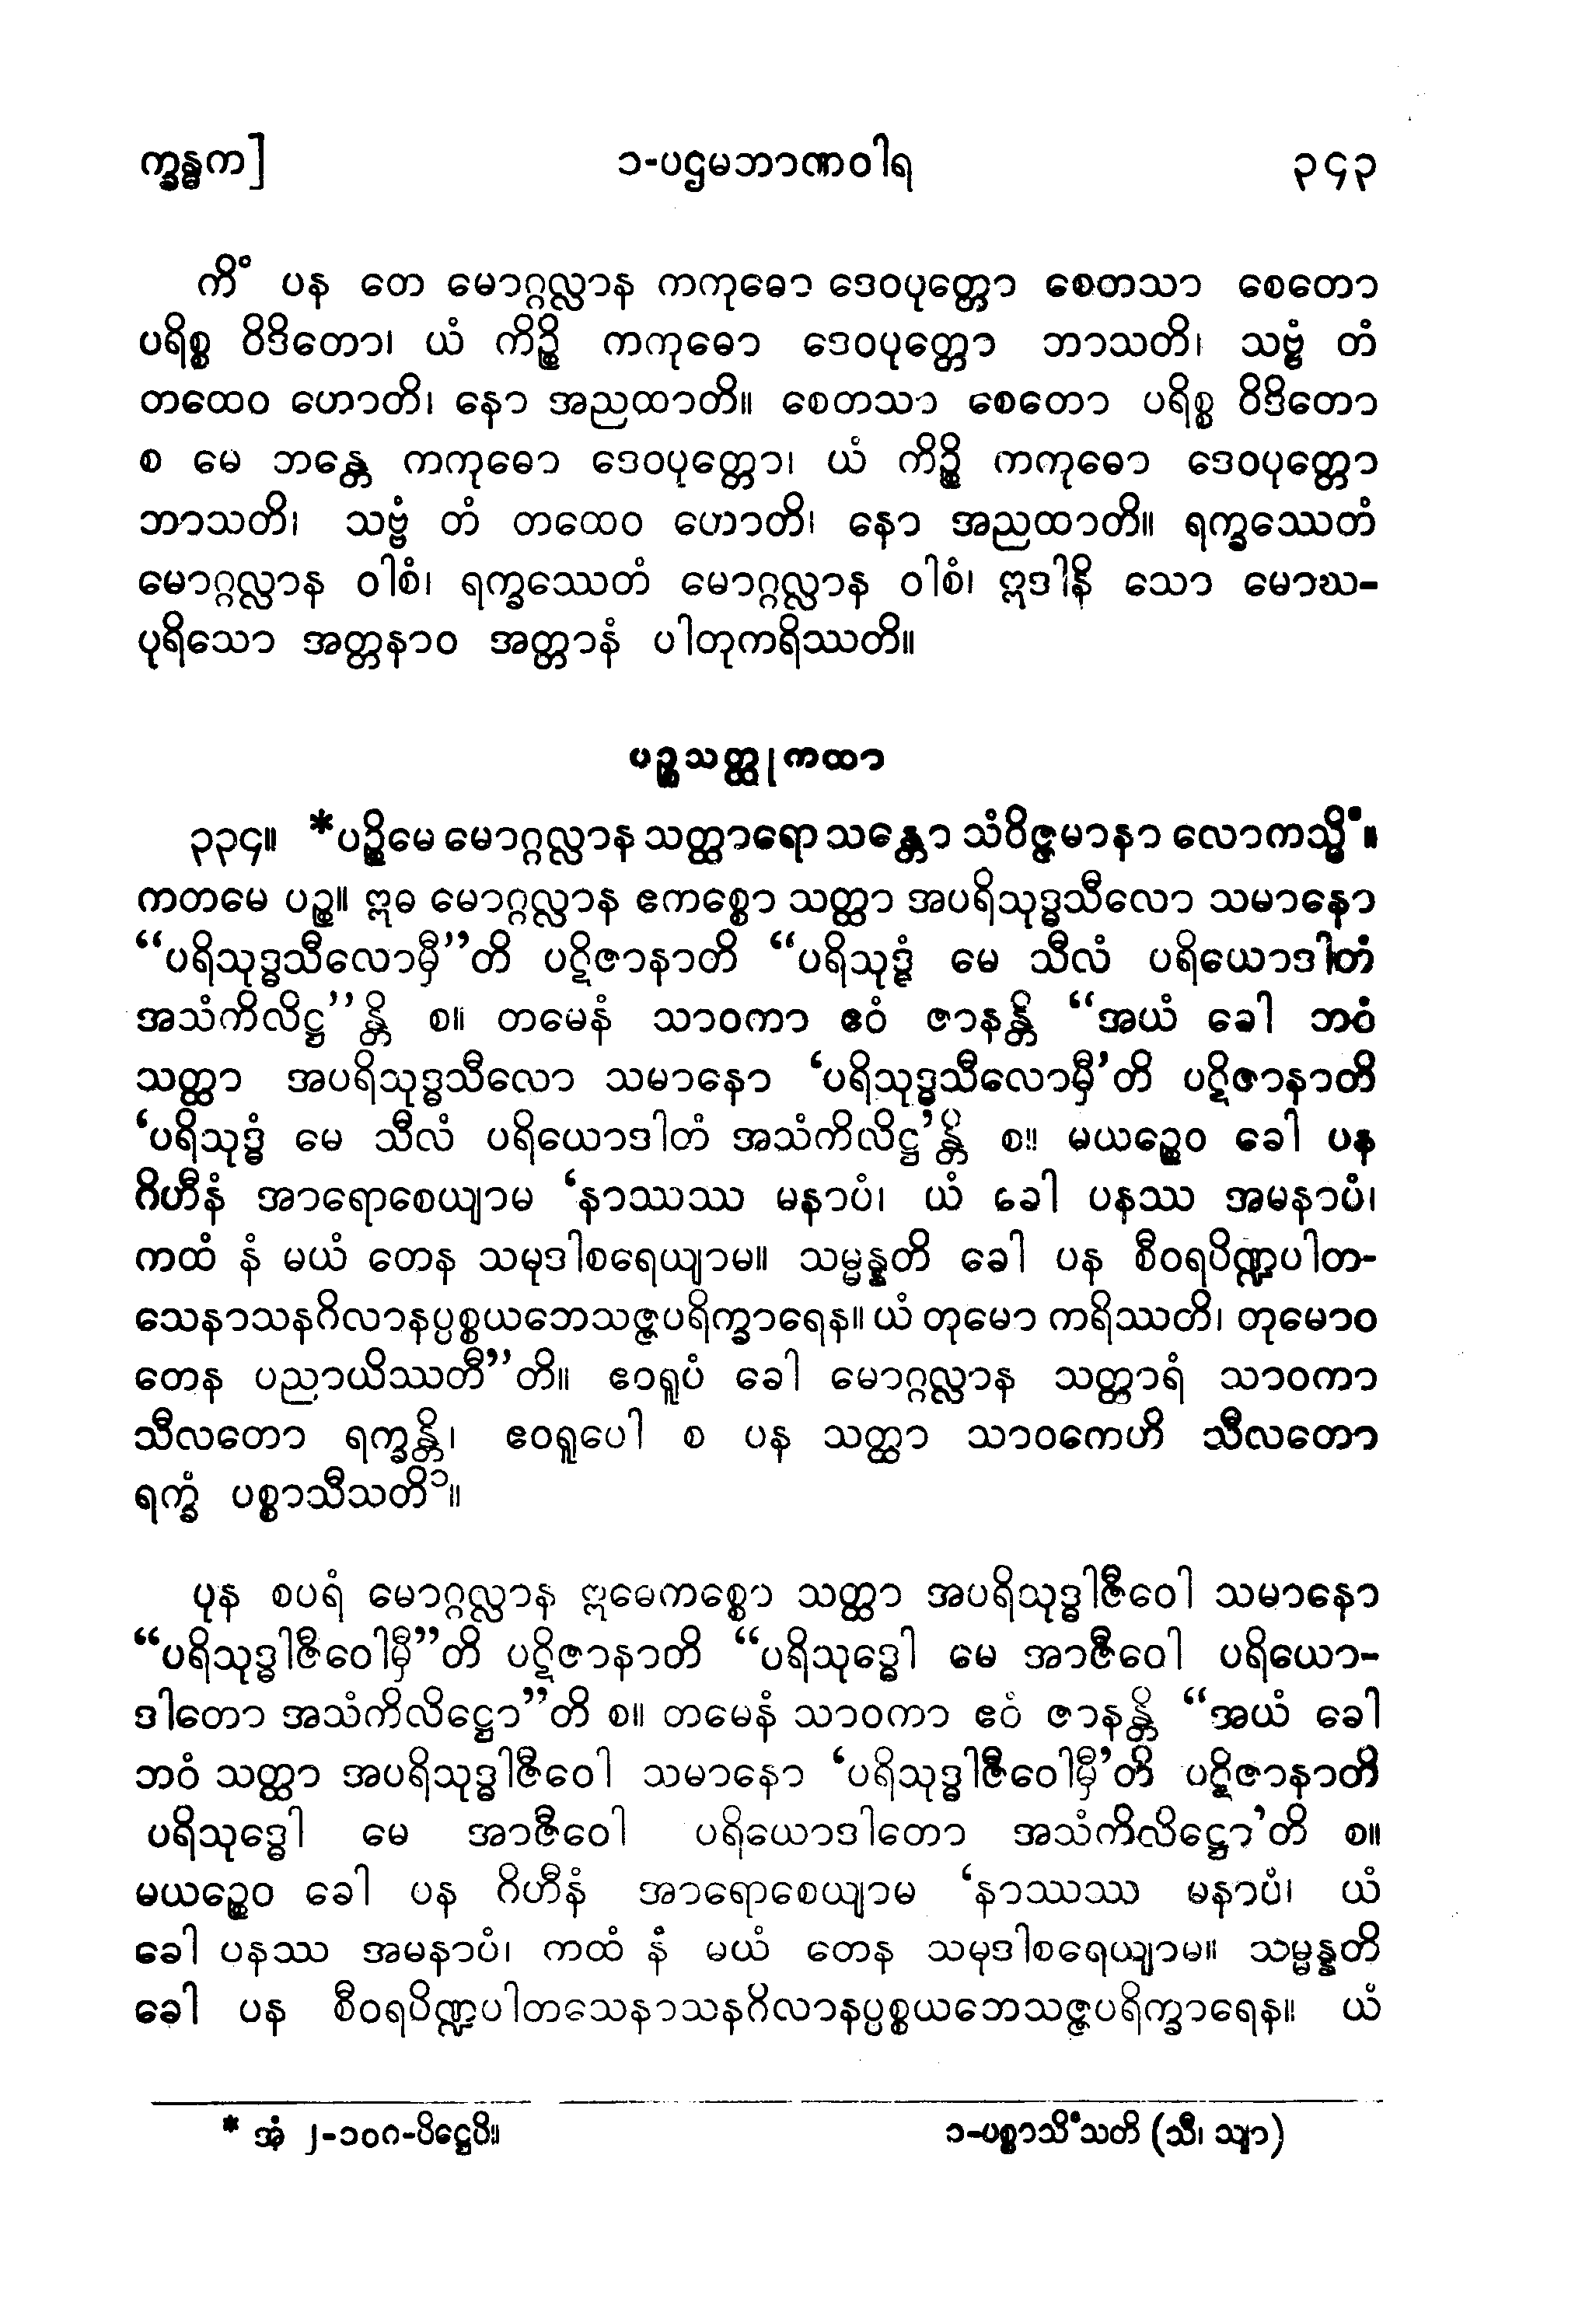 က္ခန္ဓက]
၁-ပဌမဘာဏဝါရ
၃၄၃
ကိံ ပန တေ မောဂ္ဂလ္လာန ကကုဓော ဒေဝပုတ္တော စေတသာ စေတော
ပရိစ္စ ဝိဒိတော၊ ယံ ကိဉ္စိ ကကုဓော ဒေဝပုတ္တော ဘာသတိ၊ သဗ္ဗံ တံ
တထေဝ ဟောတိ၊ နော အညထာတိ။ စေတသာ စေတော ပရိစ္စ ဝိဒိတော
စ မေ ဘန္တေ ကကုဓော ဒေဝပုတ္တော၊ ယံ ကိဉ္စိ ကကုဓော ဒေဝပုတ္တော
ဘာသတိ၊ သဗ္ဗံ တံ တထေဝ ဟောတိ၊ နော အညထာတိ။ ရက္ခဿေတံ
မောဂ္ဂလ္လာန ဝါစံ၊ ရက္ခဿေတံ မောဂ္ဂလ္လာန ဝါစံ၊ ဣဒါနိ သော မောဃ-
ပုရိသော အတ္တနာဝ အတ္တာနံ ပါတုကရိဿတိ။
ပဉ္စသတ္ထုကထာ
၃၃၄။ *ပဉ္စိမေ မောဂ္ဂလ္လာန သတ္ထာရော သန္တော သံဝိဇ္ဇမာနာ လောကသ္မိံ။
ကတမေ ပဉ္စ။ ဣဓ မောဂ္ဂလ္လာန ဧကစ္စော သတ္ထာ အပရိသုဒ္ဓသီလော သမာနော
“ပရိသုဒ္ဓသီလောမှီ”တိ ပဋိဇာနာတိ “ပရိသုဒ္ဓံ မေ သီလံ ပရိယောဒါတံ
အသံကိလိဋ္ဌ”န္တိ စ။ တမေနံ သာဝကာ ဧဝံ ဇာနန္တိ “အယံ ခေါ ဘဝံ
သတ္ထာ အပရိသုဒ္ဓသီလော သမာနော ‘ပရိသုဒ္ဓသီလောမှီ’တိ ပဋိဇာနာတိ
‘ပရိသုဒ္ဓံ မေ သီလံ ပရိယောဒါတံ အသံကိလိဋ္ဌ’န္တိ စ။ မယဉ္စေဝ ခေါ ပန
ဂိဟီနံ အာရောစေယျာမ ‘နာဿဿ မနာပံ၊ ယံ ခေါ ပနဿ အမနာပံ၊
ကထံ နံ မယံ တေန သမုဒါစရေယျာမ။ သမ္မန္နတိ ခေါ ပန စီဝရပိဏ္ဍပါတ-
သေနာသနဂိလာနပ္ပစ္စယဘေသဇ္ဇပရိက္ခာရေန။ ယံ တုမော ကရိဿတိ၊ တုမောဝ
တေန ပညာယိဿတီ”တိ။ ဧဝရူပံ ခေါ မောဂ္ဂလ္လာန သတ္ထာရံ သာဝကာ
သီလတော ရက္ခန္တိ၊ ဧဝရူပေါ စ ပန သတ္ထာ သာဝကေဟိ သီလတော
ရက္ခံ ပစ္စာသီသတိ၁။
ပုန စပရံ မောဂ္ဂလ္လာန ဣဓေကစ္စော သတ္ထာ အပရိသုဒ္ဓါဇီဝေါ သမာနော
“ပရိသုဒ္ဓါဇီဝေါမှီ”တိ ပဋိဇာနာတိ “ပရိသုဒ္ဓေါ မေ အာဇီဝေါ ပရိယော-
ဒါတော အသံကိလိဋ္ဌော”တိ စ။ တမေနံ သာဝကာ ဧဝံ ဇာနန္တိ “အယံ ခေါ
ဘဝံ သတ္ထာ အပရိသုဒ္ဓါဇီဝေါ သမာနော ‘ပရိသုဒ္ဓါဇီဝေါမှီ’တိ ပဋိဇာနာတိ
ပရိသုဒ္ဓေါ မေ အာဇီဝေါ ပရိယောဒါတော အသံကိလိဋ္ဌော’တိ စ။
မယဉ္စေဝ ခေါ ပန ဂိဟီနံ အာရောစေယျာမ ‘နာဿဿ မနာပံ၊ ယံ
ခေါ ပနဿ အမနာပံ၊ ကထံ နံ မယံ တေန သမုဒါစရေယျာမ။ သမ္မန္နတိ
ခေါ ပန စီဝရပိဏ္ဍပါတသေနာသနဂိလာနပ္ပစ္စယဘေသဇ္ဇပရိက္ခာရေန။ ယံ
* အံ ၂-၁၀၈-ပိဋ္ဌေပိ။
၁-ပစ္စာသိံသတိ (သီ၊ သျာ)